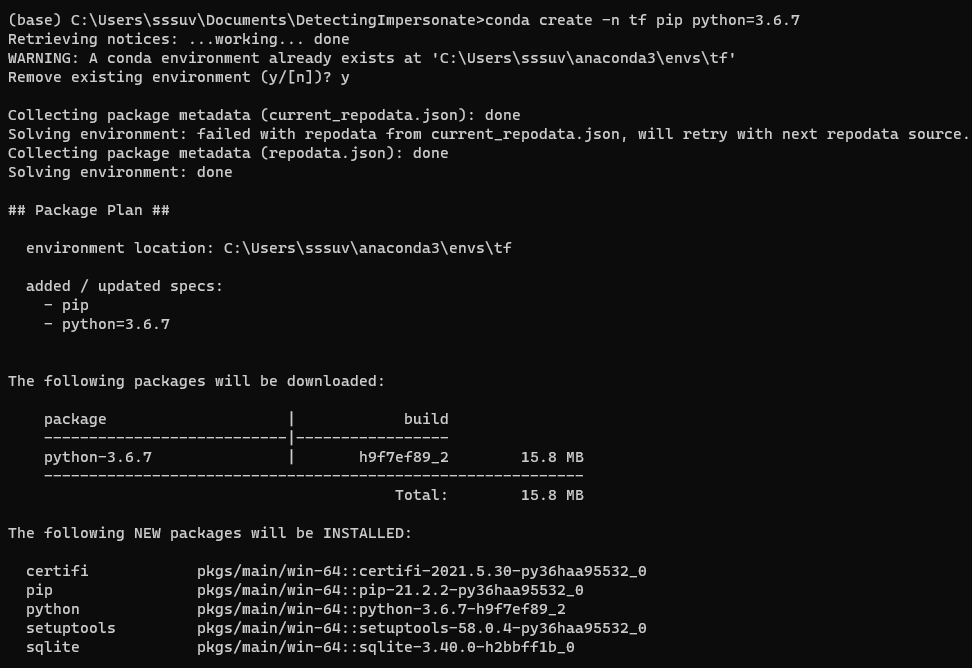 (base) C:\Users\sssuv\Documents\DetectingImpersonate>conda create -n tf pip python=3.6.7
Retrieving notices: ...working... done
WARNING: A conda environment already exists at 'C:\Users\sssuv\anaconda3\envs\tf'
Remove existing environment (y/[n])? y
Collecting package metadata (current_repodata.json): done
Solving environment: failed with repodata from current_repodata.json, will retry with next repodata source.
Collecting package metadata (repodata.json): done
Solving environment: done
## Package Plan ##
environment location: C:\Users\sssuv\anaconda3\envs\tf
added / updated specs:
- pip
- python=3.6.7
The following packages will be downloaded:
package | build
---------------------------|-----------------
python-3.6.7 | h9f7ef89_2 15.8 MB
------------------------------------------------------------
Total: 15.8 MB
The following NEW packages will be INSTALLED:
certifi pkgs/main/win-64::certifi-2021.5.30-py36haa95532_0
pip pkgs/main/win-64::pip-21.2.2-py36haa95532_0
python pkgs/main/win-64::python-3.6.7-h9f7ef89_2
setuptools pkgs/main/win-64::setuptools-58.0.4-py36haa95532_0
sqlite pkgs/main/win-64::sqlite-3.40.0-h2bbff1b_0